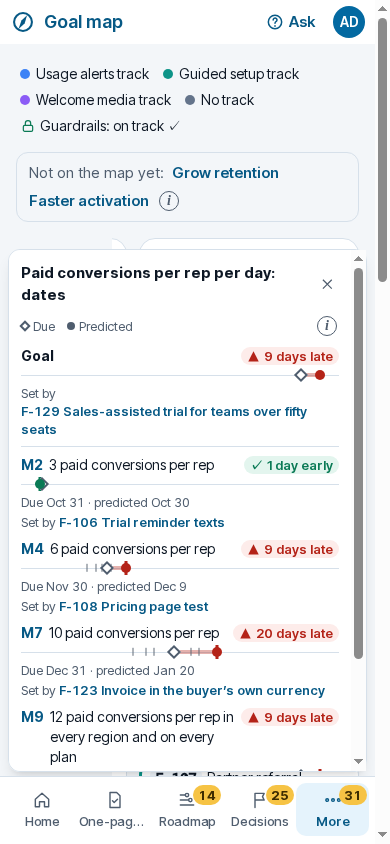 Goal map
Ask
AD
Usage alerts track
Guided setup track
Welcome media track
No track
Guardrails: on track ✓
Not on the map yet: Grow retention
Faster activation
i
Paid conversions per rep per day:
dates
×
Due
Predicted
i
Goal
▲ 9 days late
Set by
F-129 Sales-assisted trial for teams over fifty
seats
M2 3 paid conversions per rep
✓ 1 day early
Due Oct 31 · predicted Oct 30
Set by F-106 Trial reminder texts
M4 6 paid conversions per rep
▲ 9 days late
Due Nov 30 · predicted Dec 9
Set by F-108 Pricing page test
M7 10 paid conversions per rep
▲ 20 days late
Due Dec 31 · predicted Jan 20
Set by F-123 Invoice in the buyer's own currency
M9 12 paid conversions per rep in
▲ 9 days late
every region and on every
plan
Home
One-pag…
14
Roadmap
25
Decisions
31
More